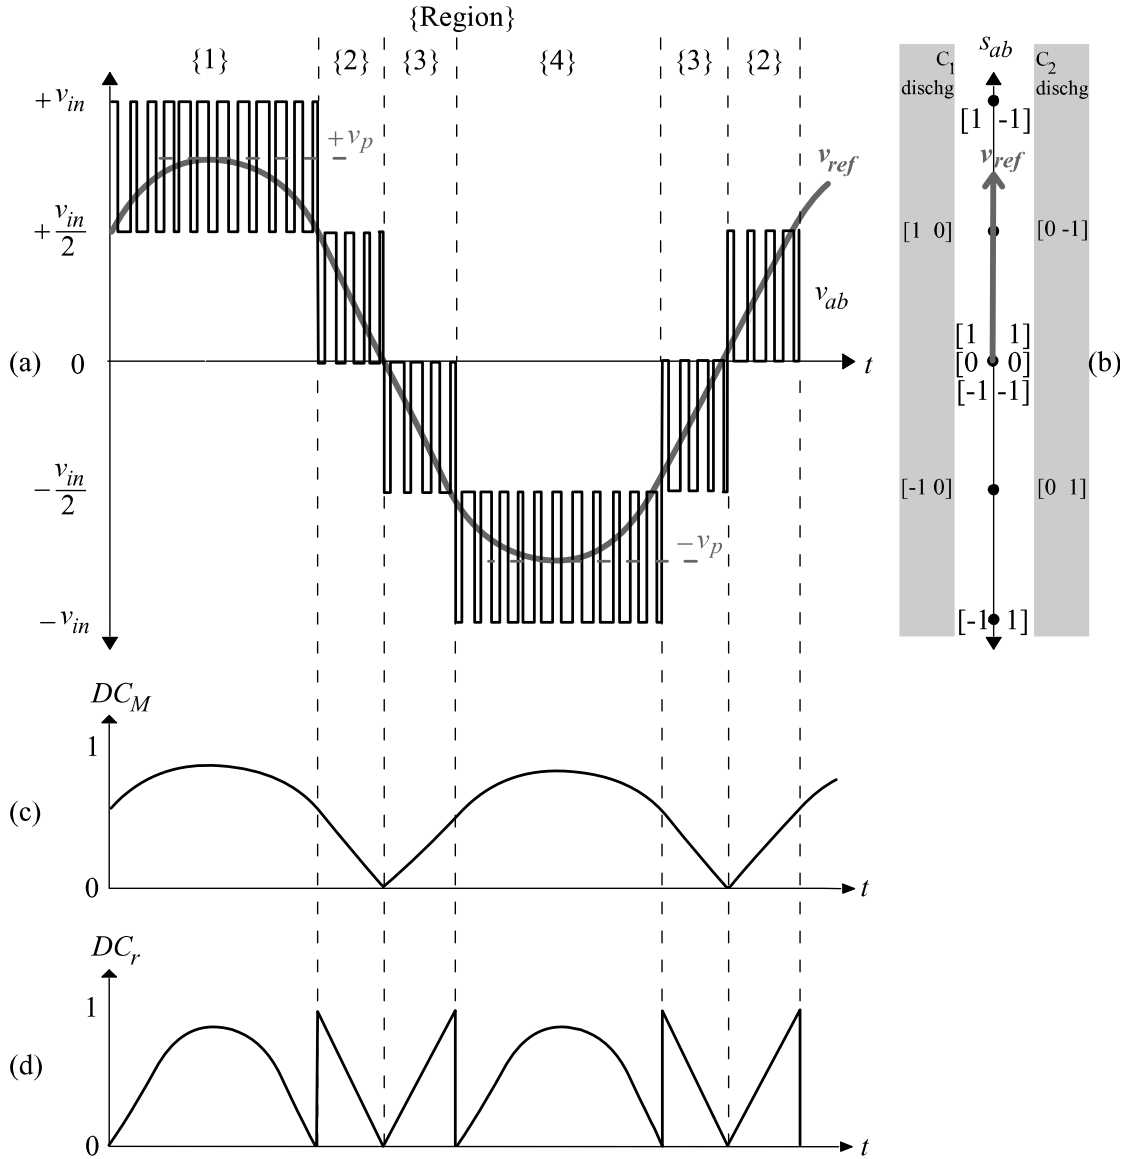 {Region}
{1} {2} {3} {4} {3} {2}
+v_in
+v_p
v_ref
+v_in/2
v_ab
(a) 0 t
-v_in/2
-v_p
-v_in
s_ab
C_1 dischg
C_2 dischg
[1 -1]
v_ref
[1 0] [0 -1]
[1 1]
[0 0] (b)
[-1 -1]
[-1 0] [0 1]
[-1 1]
DC_M
1
(c)
0 t
DC_r
1
(d)
0 t